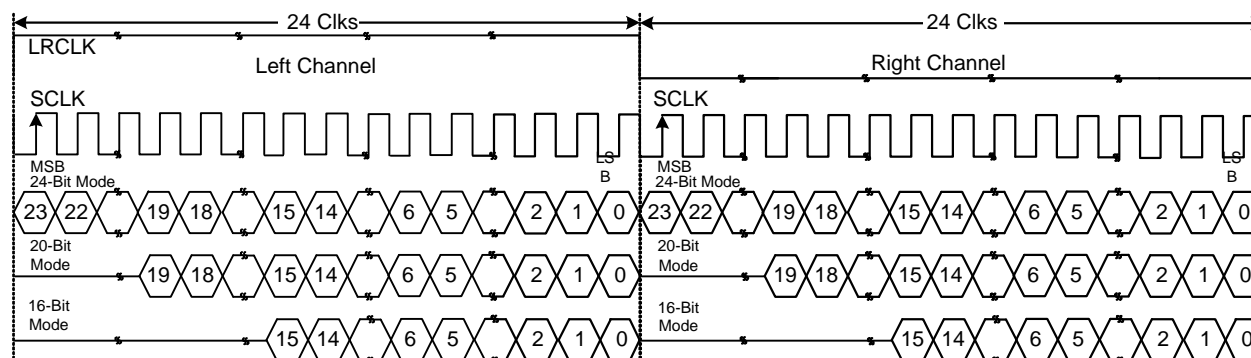 24 Clks 24 Clks
LRCLK
Left Channel Right Channel
SCLK SCLK
MSB LSB MSB LSB
24-Bit Mode 24-Bit Mode
23 22 19 18 15 14 6 5 2 1 0 23 22 19 18 15 14 6 5 2 1 0
20-Bit Mode 20-Bit Mode
19 18 15 14 6 5 2 1 0 19 18 15 14 6 5 2 1 0
16-Bit Mode 16-Bit Mode
15 14 6 5 2 1 0 15 14 6 5 2 1 0